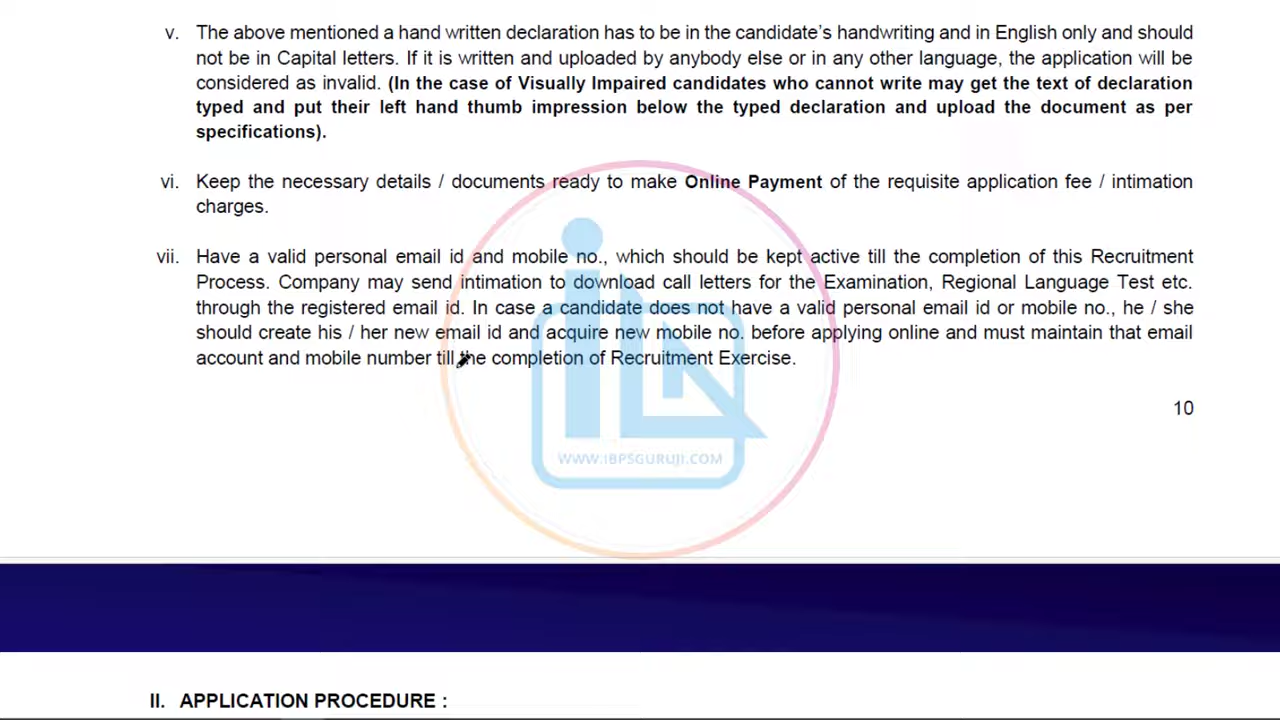 v. The above mentioned a hand written declaration has to be in the candidate's handwriting and in English only and should
not be in Capital letters. If it is written and uploaded by anybody else or in any other language, the application will be
considered as invalid. (In the case of Visually Impaired candidates who cannot write may get the text of declaration
typed and put their left hand thumb impression below the typed declaration and upload the document as per
specifications).
vi. Keep the necessary details / documents ready to make Online Payment of the requisite application fee / intimation
charges.
vii. Have a valid personal email id and mobile no., which should be kept active till the completion of this Recruitment
Process. Company may send intimation to download call letters for the Examination, Regional Language Test etc.
through the registered email id. In case a candidate does not have a valid personal email id or mobile no., he / she
should create his / her new email id and acquire new mobile no. before applying online and must maintain that email
account and mobile number till the completion of Recruitment Exercise.
10
WWW.IBPSGURUJI.COM
II. APPLICATION PROCEDURE :